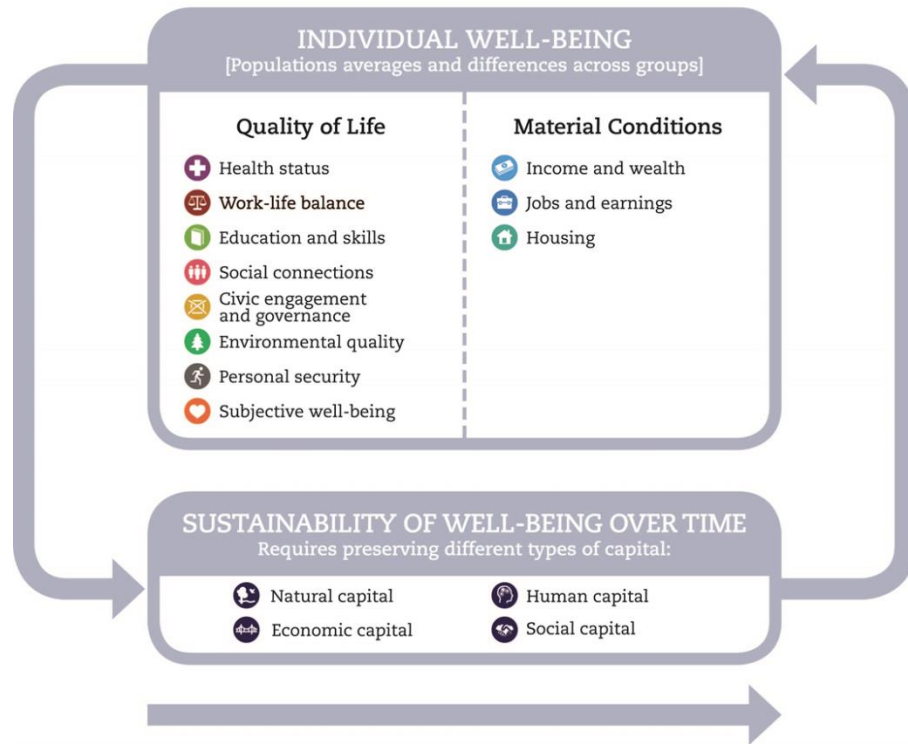 INDIVIDUAL WELL-BEING
[Populations averages and differences across groups]
Quality of Life
Health status
Work-life balance
Education and skills
Social connections
Civic engagement
and governance
Environmental quality
Personal security
Subjective well-being
Material Conditions
Income and wealth
Jobs and earnings
Housing
SUSTAINABILITY OF WELL-BEING OVER TIME
Requires preserving different types of capital:
Natural capital
Economic capital
Human capital
Social capital